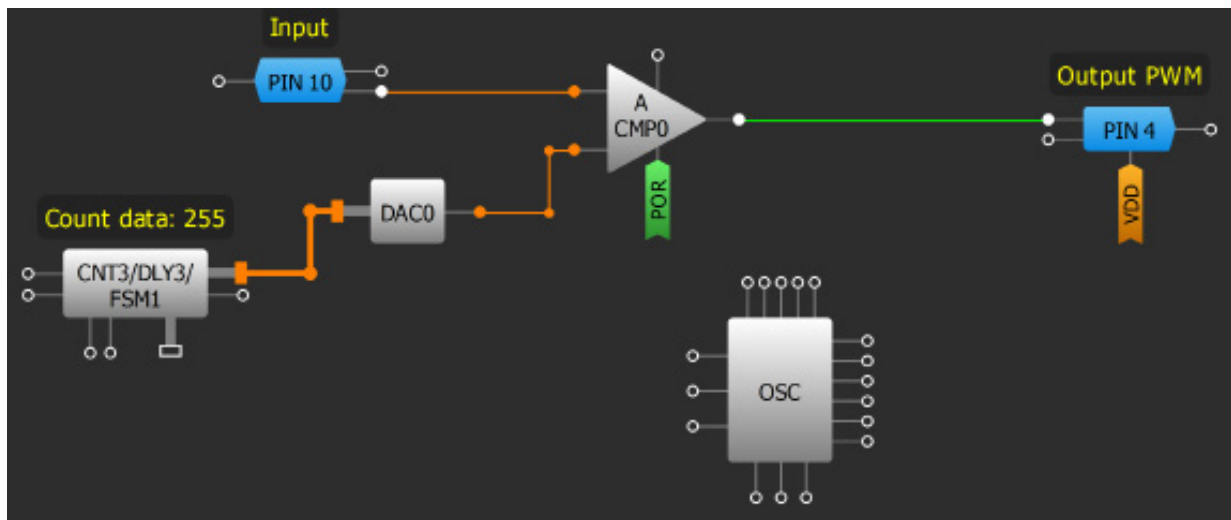 Input
PIN 10
A
CMP0
POR
Output PWM
PIN 4
VDD
Count data: 255
CNT3/DLY3/
FSM1
DAC0
OSC